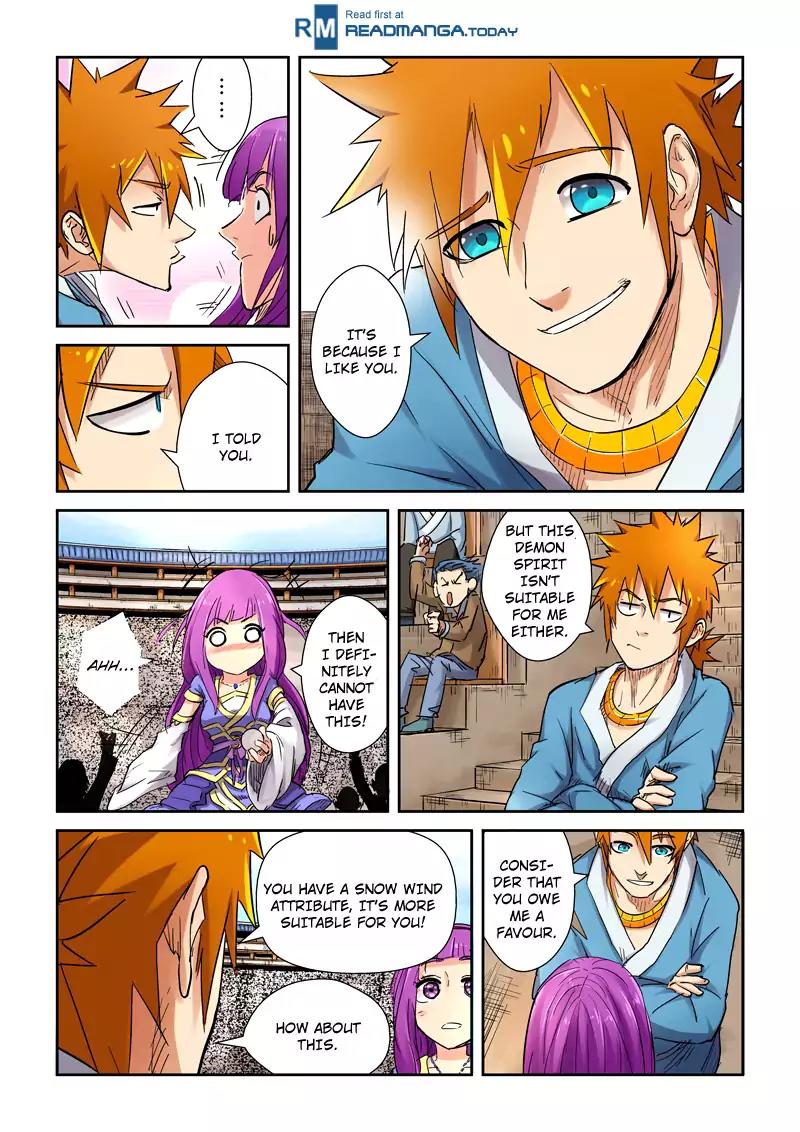 RM
Read first at
READMANGA.TODAY
......
IT'S
BECAUSE I
LIKE YOU.
I TOLD
YOU.
AHH...
THEN
I DEFI-
NITELY
CANNOT
HAVE
THIS!
BUT THIS
DEMON
SPIRIT
ISN'T
SUITABLE
FOR ME
EITHER.
YOU HAVE A SNOW WIND
ATTRIBUTE, IT'S MORE
SUITABLE FOR YOU!
HOW ABOUT
THIS.
CONSI-
DER THAT
YOU OWE
ME A
FAVOUR.